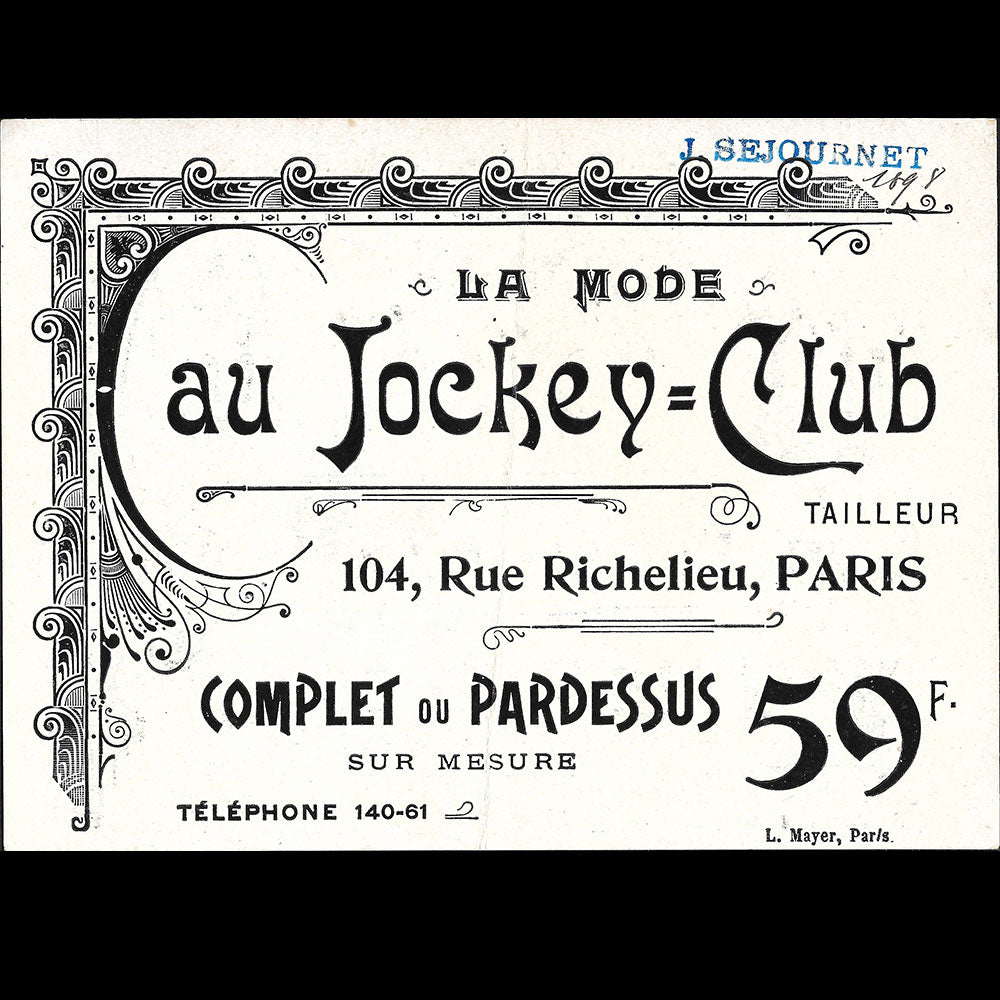 J. SEJOURNET
1898
LA MODE
au Jockey=Club
TAILLEUR
104, Rue Richelieu, PARIS
COMPLET OU PARDESSUS 59 F.
SUR MESURE
TÉLÉPHONE 140-61
L. Mayer, Paris.